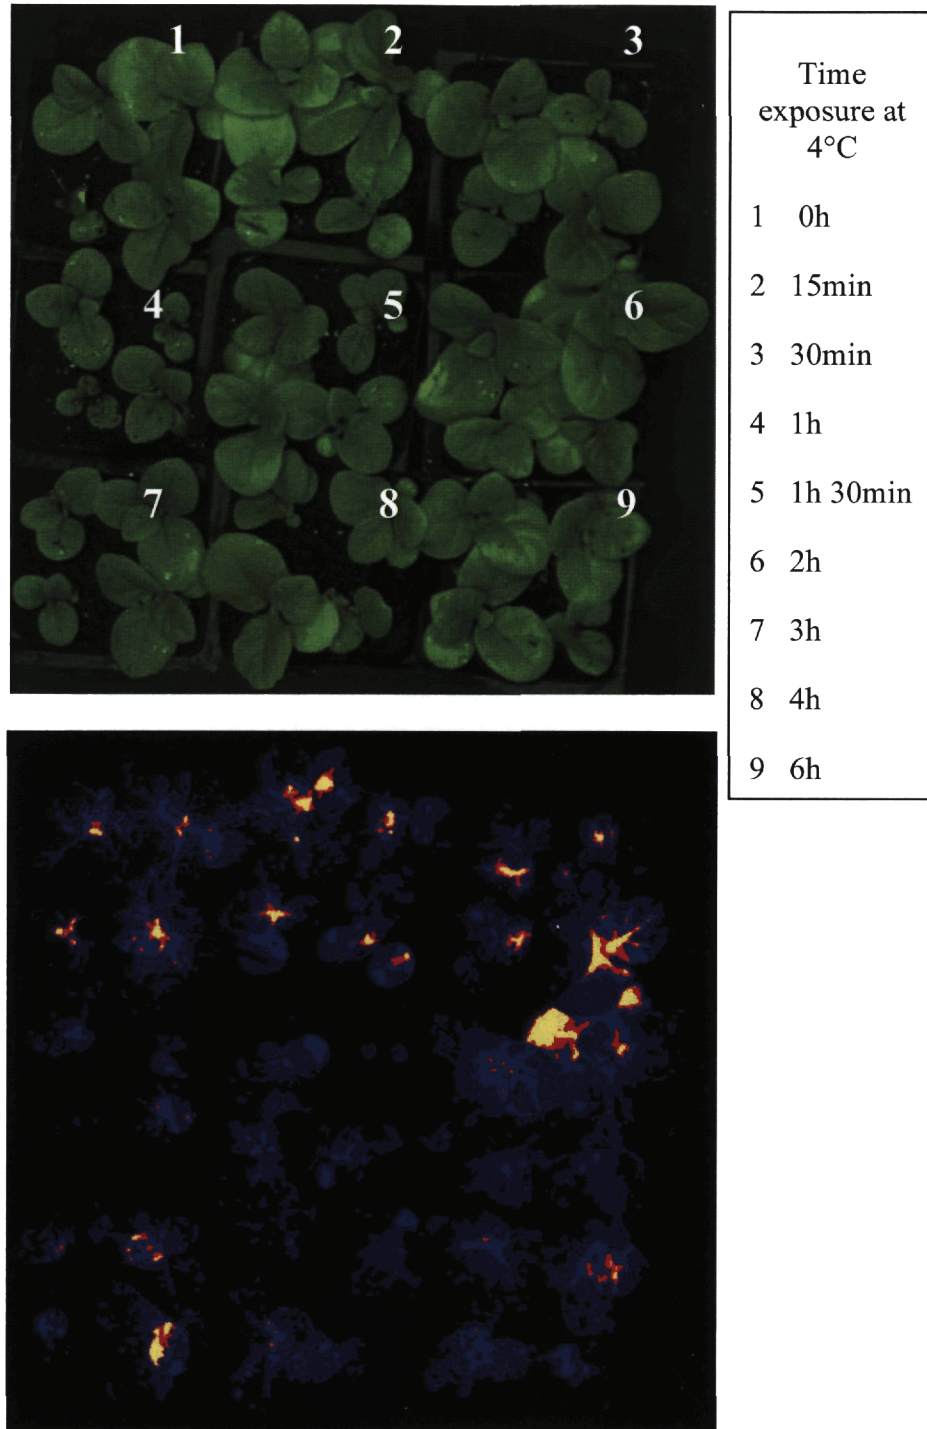 1 2 3
4 5 6
7 8 9
Time
exposure at
4°C
1 0h
2 15min
3 30min
4 1h
5 1h 30min
6 2h
7 3h
8 4h
9 6h